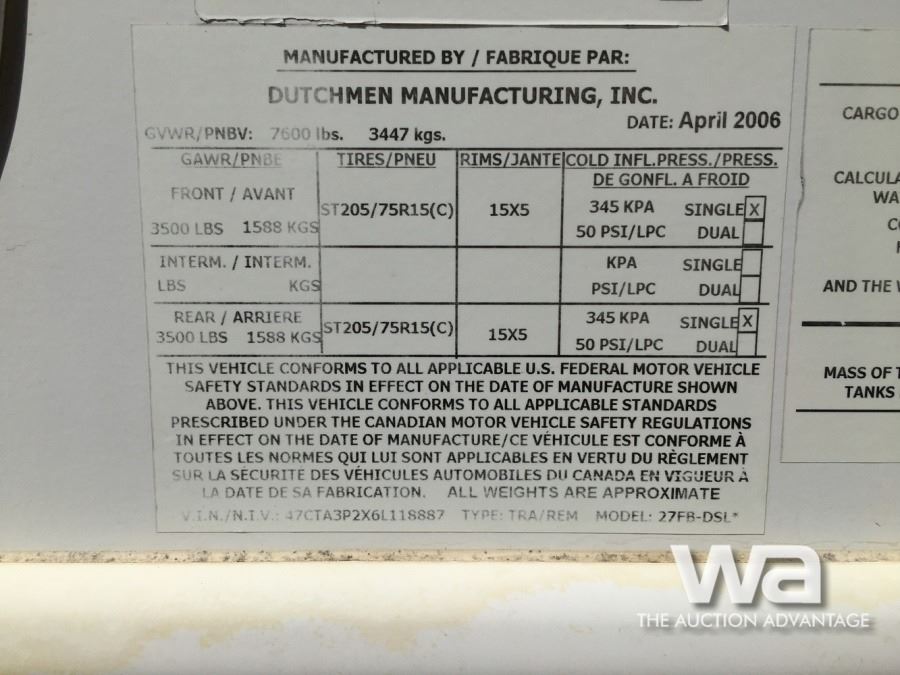 MANUFACTURED BY / FABRIQUE PAR:
DUTCHMEN MANUFACTURING, INC.
DATE: April 2006
GVWR/PNBV: 7600 lbs. 3447 kgs.
GAWR/PNBE TIRES/PNEU RIMS/JANTE COLD INFL.PRESS./PRESS.
DE GONFL. A FROID
FRONT / AVANT
ST205/75R15(C) 15X5 345 KPA SINGLE X
3500 LBS 1588 KGS 50 PSI/LPC DUAL
INTERM. / INTERM. KPA SINGLE
LBS KGS PSI/LPC DUAL
REAR / ARRIERE 345 KPA SINGLE X
3500 LBS 1588 KGS ST205/75R15(C) 15X5 50 PSI/LPC DUAL
THIS VEHICLE CONFORMS TO ALL APPLICABLE U.S. FEDERAL MOTOR VEHICLE
SAFETY STANDARDS IN EFFECT ON THE DATE OF MANUFACTURE SHOWN
ABOVE. THIS VEHICLE CONFORMS TO ALL APPLICABLE STANDARDS
PRESCRIBED UNDER THE CANADIAN MOTOR VEHICLE SAFETY REGULATIONS
IN EFFECT ON THE DATE OF MANUFACTURE/CE VÉHICULE EST CONFORME À
TOUTES LES NORMES QUI LUI SONT APPLICABLES EN VERTU DU RÈGLEMENT
SUR LA SÉCURITÉ DES VÉHICULES AUTOMOBILES DU CANADA EN VIGUEUR À
LA DATE DE SA FABRICATION. ALL WEIGHTS ARE APPROXIMATE
V.I.N./N.I.V.: 47CTA3P2X6L118887 TYPE: TRA/REM MODEL: 27FB-DSL*
CARGO
CALCULA
WA
AND THE
MASS OF
TANKS
wa
THE AUCTION ADVANTAGE